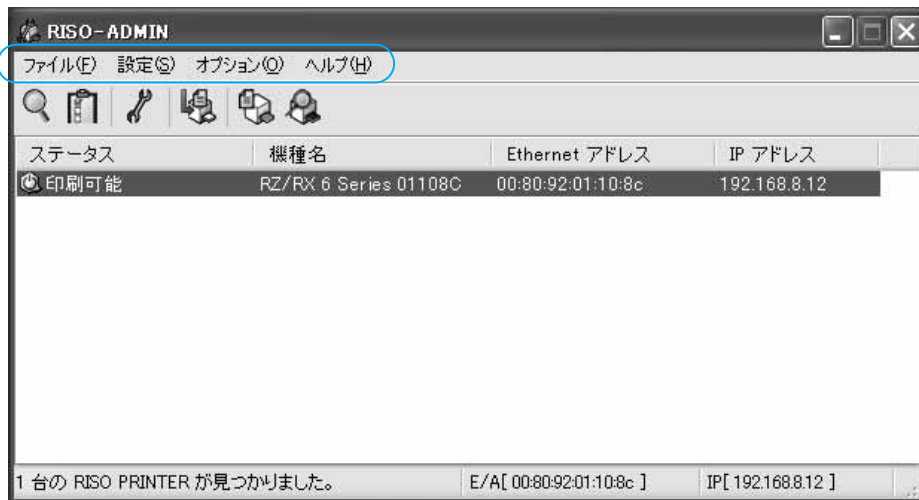 RISO-ADMIN
ファイル(F) 設定(S) オプション(O) ヘルプ(H)
ステータス 機種名 Ethernet アドレス IP アドレス
印刷可能 RZ/RX 6 Series 01108C 00:80:92:01:10:8c 192.168.8.12
1 台の RISO PRINTER が見つかりました。 E/A[ 00:80:92:01:10:8c ] IP[ 192.168.8.12 ]